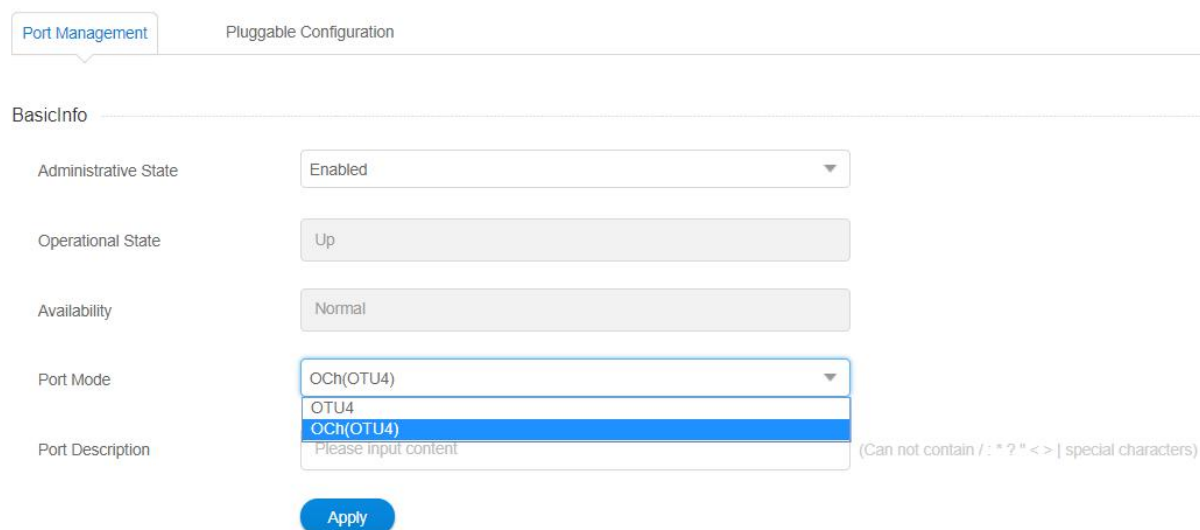 Port Management Pluggable Configuration
BasicInfo
Administrative State Enabled
Operational State Up
Availability Normal
Port Mode OCh(OTU4)
OTU4
OCh(OTU4)
Port Description Please input content (Can not contain / : * ? " < > | special characters)
Apply